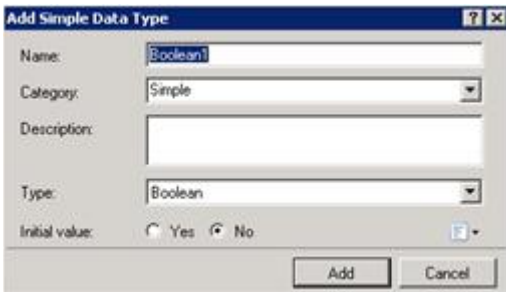 Add Simple Data Type
Name: Boolean1
Category: Simple
Description:
Type: Boolean
Initial value: Yes No
Add Cancel